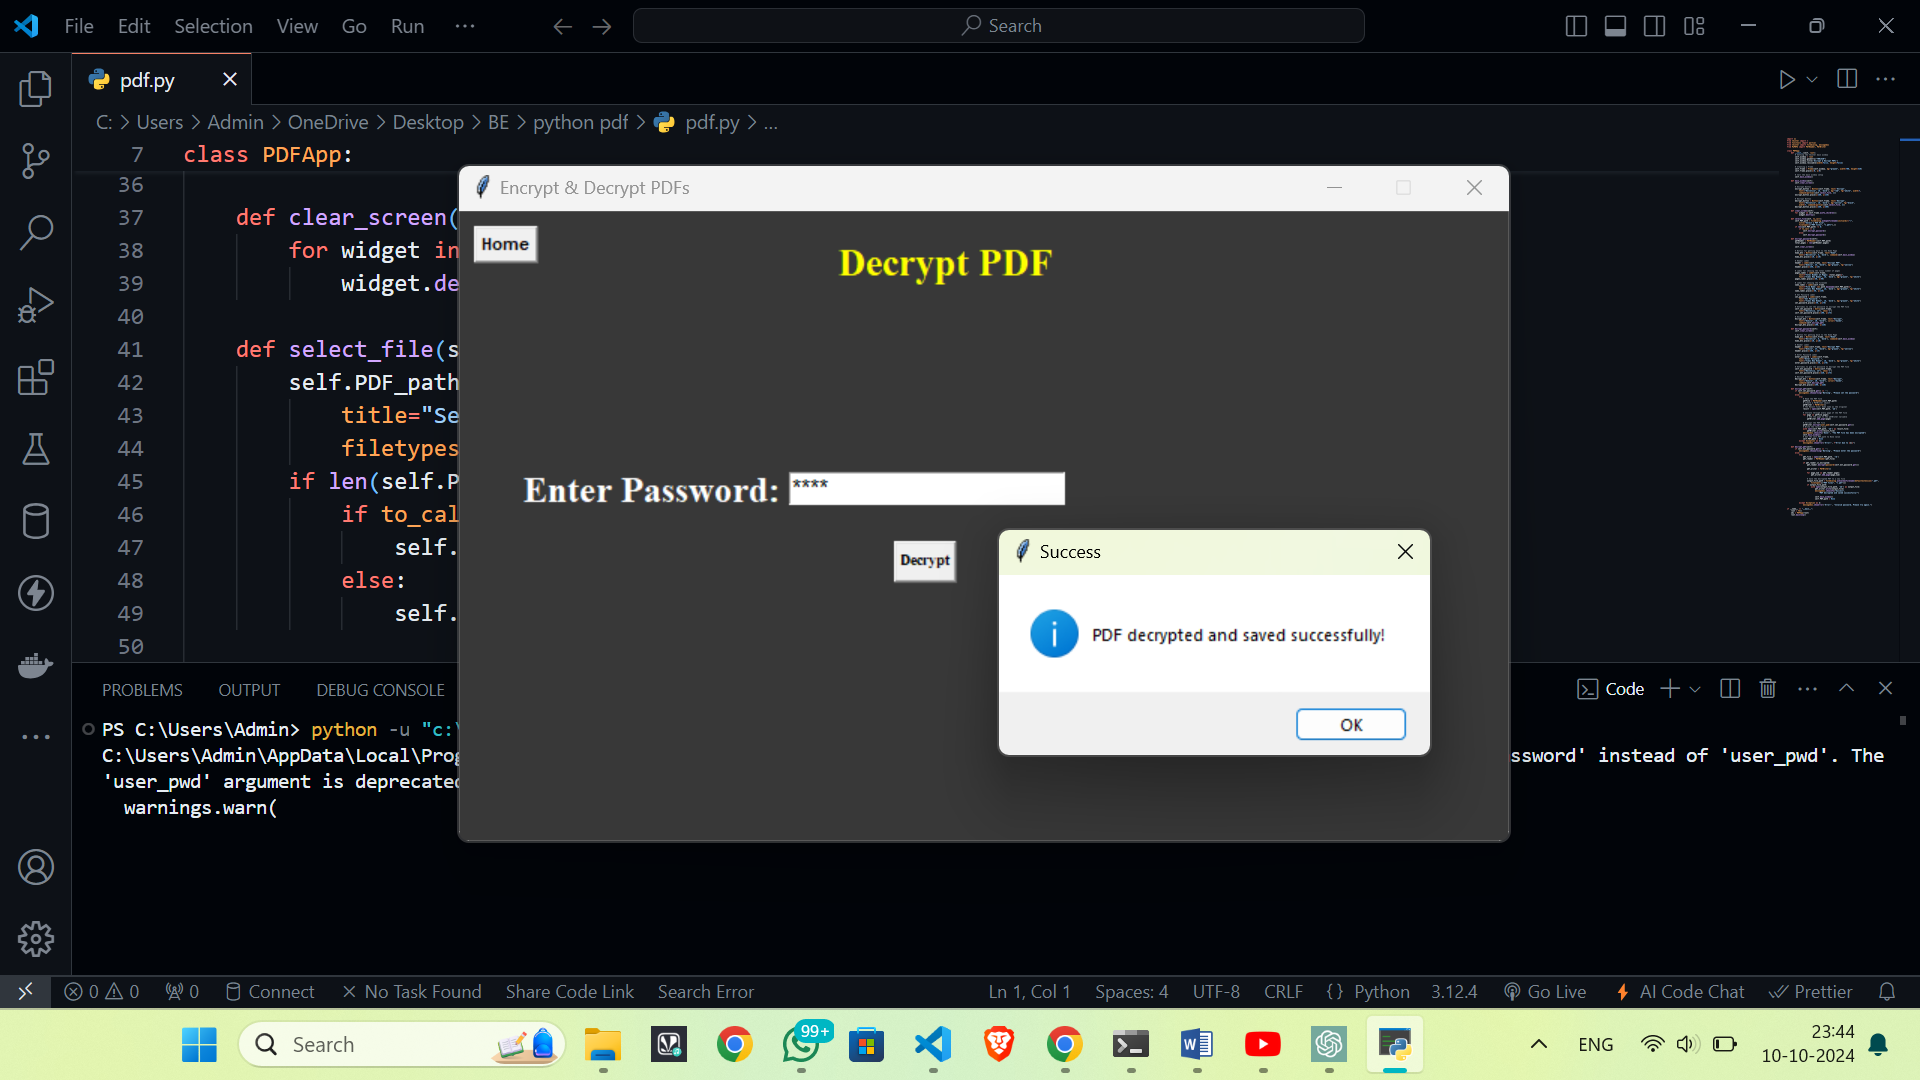 File Edit Selection View Go Run ...
Search
pdf.py
C: > Users > Admin > OneDrive > Desktop > BE > python pdf > pdf.py > ...
7 class PDFApp:
36
37 def clear_screen(
38 for widget in
39 widget.de
40
41 def select_file(s
42 self.PDF_path
43 title="Se
44 filetypes
45 if len(self.P
46 if to_cal
47 self.
48 else:
49 self.
50
Encrypt & Decrypt PDFs
Home
Decrypt PDF
Enter Password: ****
Decrypt
Success
PDF decrypted and saved successfully!
OK
PROBLEMS OUTPUT DEBUG CONSOLE
Code
PS C:\Users\Admin> python -u "c:\
C:\Users\Admin\AppData\Local\Prog
ssword' instead of 'user_pwd'. The
'user_pwd' argument is deprecated
warnings.warn(
0 0 0 Connect No Task Found Share Code Link Search Error
Ln 1, Col 1 Spaces: 4 UTF-8 CRLF {} Python 3.12.4 Go Live AI Code Chat Prettier
Search
99+
ENG
23:44
10-10-2024